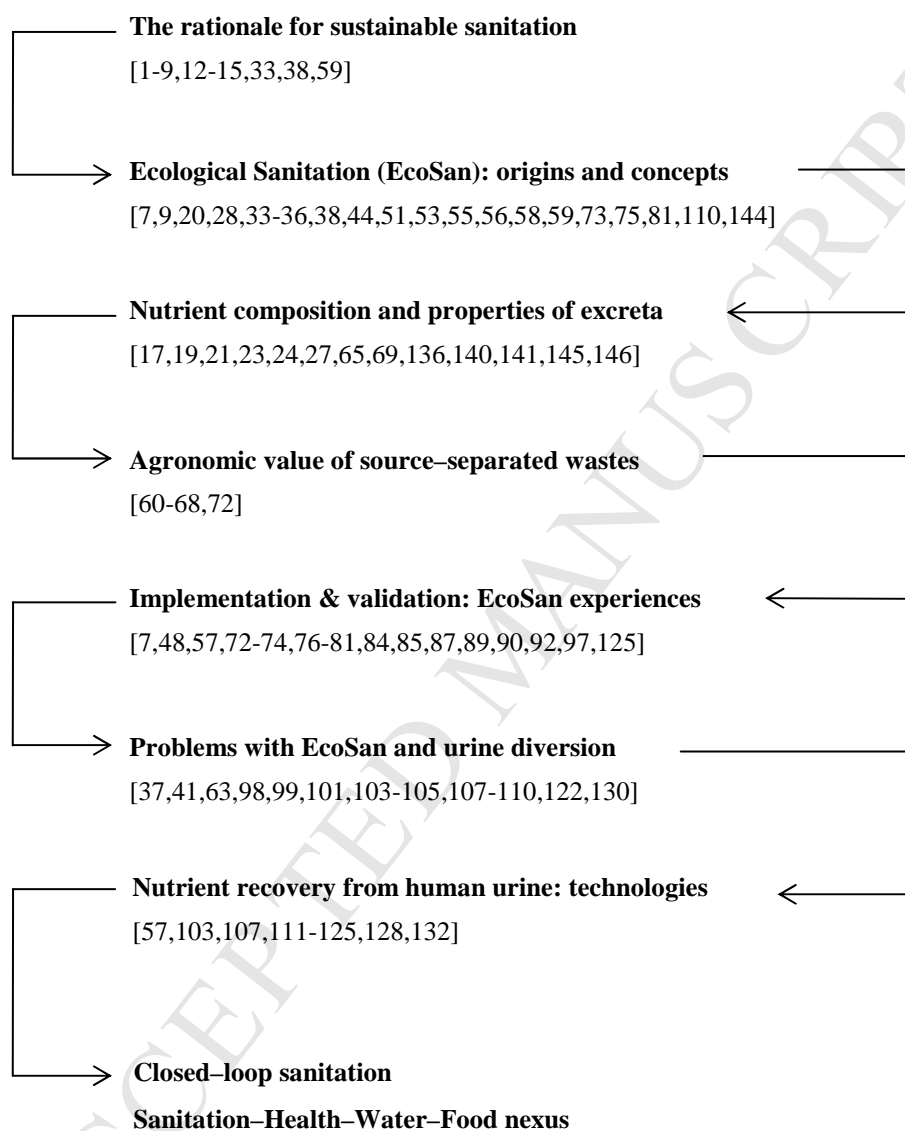 The rationale for sustainable sanitation
[1-9,12-15,33,38,59]
Ecological Sanitation (EcoSan): origins and concepts
[7,9,20,28,33-36,38,44,51,53,55,56,58,59,73,75,81,110,144]
Nutrient composition and properties of excreta
[17,19,21,23,24,27,65,69,136,140,141,145,146]
Agronomic value of source–separated wastes
[60-68,72]
Implementation & validation: EcoSan experiences
[7,48,57,72-74,76-81,84,85,87,89,90,92,97,125]
Problems with EcoSan and urine diversion
[37,41,63,98,99,101,103-105,107-110,122,130]
Nutrient recovery from human urine: technologies
[57,103,107,111-125,128,132]
Closed–loop sanitation
Sanitation–Health–Water–Food nexus
CEPTED MANUSCRIPT